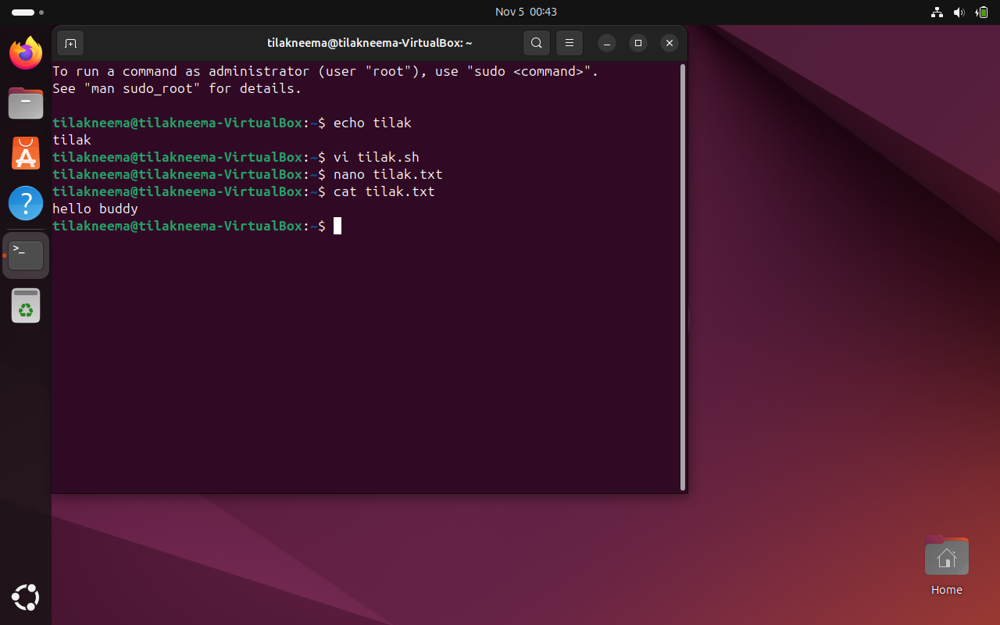 Nov 5 00:43
tilakneema@tilakneema-VirtualBox: ~
To run a command as administrator (user "root"), use "sudo <command>".
See "man sudo_root" for details.
tilakneema@tilakneema-VirtualBox:~$ echo tilak
tilak
tilakneema@tilakneema-VirtualBox:~$ vi tilak.sh
tilakneema@tilakneema-VirtualBox:~$ nano tilak.txt
tilakneema@tilakneema-VirtualBox:~$ cat tilak.txt
hello buddy
tilakneema@tilakneema-VirtualBox:~$
Home